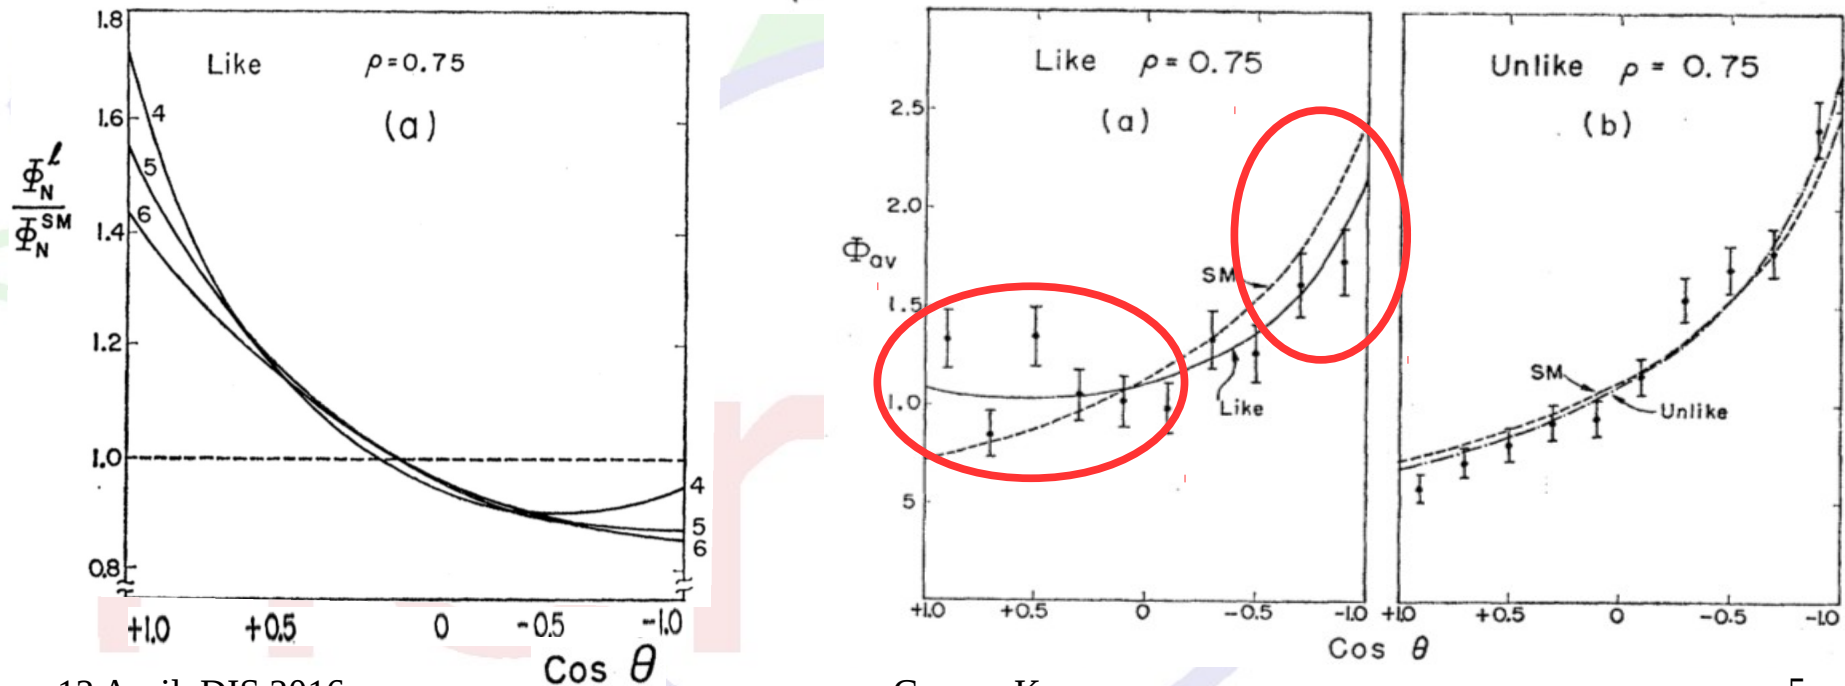 1.8
Like ρ=0.75
1.6
4
(a)
5
Φ_N^ℓ
Φ_N^SM
6
1.4
1.2
1.0
4
5
6
0.8
+1.0 +0.5 0 -0.5 -1.0
Cos θ
Like ρ= 0.75
(a)
2.5
2.0
Φav
SM
1.5
1.0
Like
5
+1.0 +0.5 0 -0.5 -1.0
Unlike ρ = 0.75
(b)
SM
Unlike
+0.5 0 -0.5 -1.0
Cos θ
5